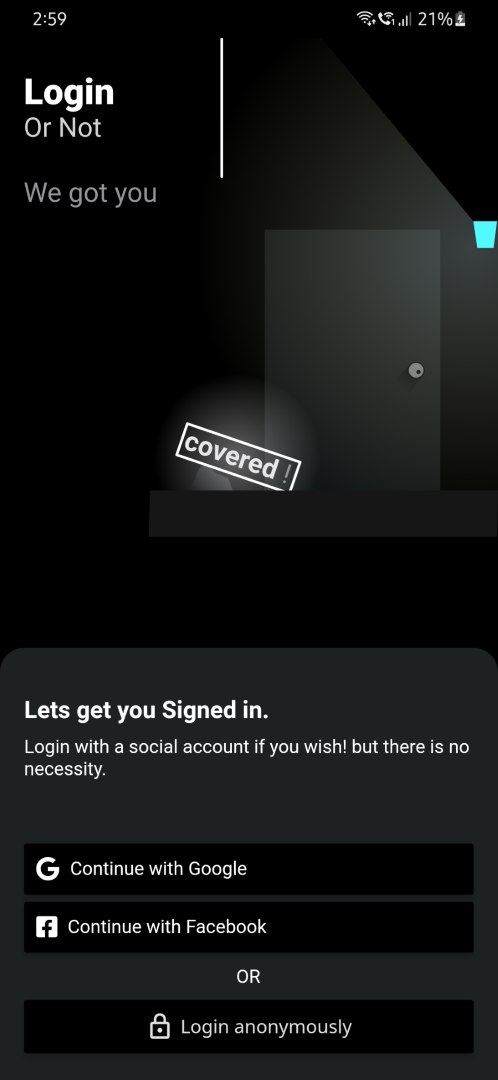 2:59
21%
Login
Or Not
We got you
covered !
Lets get you Signed in.
Login with a social account if you wish! but there is no
necessity.
Continue with Google
Continue with Facebook
OR
Login anonymously